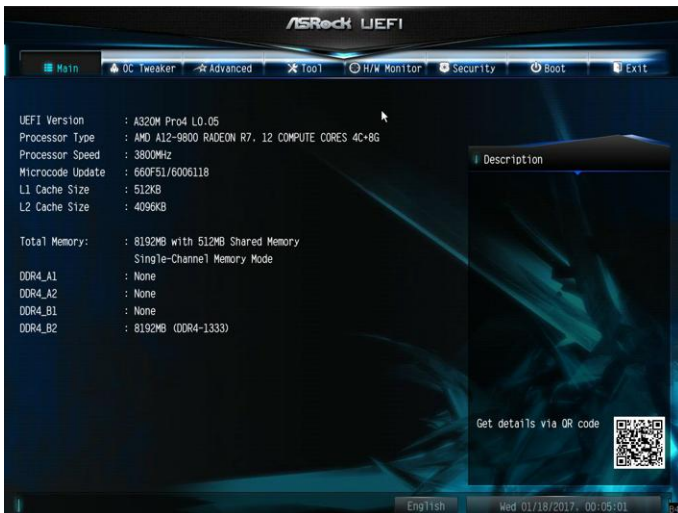 ASRock UEFI
Main OC Tweaker Advanced Tool H/W Monitor Security Boot Exit
UEFI Version : A320M Pro4 L0.05
Processor Type : AMD A12-9800 RADEON R7. 12 COMPUTE CORES 4C+8G
Processor Speed : 3800MHz
Microcode Update : 660F51/6006118
L1 Cache Size : 512KB
L2 Cache Size : 4096KB
Total Memory: : 8192MB with 512MB Shared Memory
Single-Channel Memory Mode
DDR4_A1 : None
DDR4_A2 : None
DDR4_B1 : None
DDR4_B2 : 8192MB (DDR4-1333)
Description
Get details via QR code
English
Wed 01/18/2017. 00:05:01